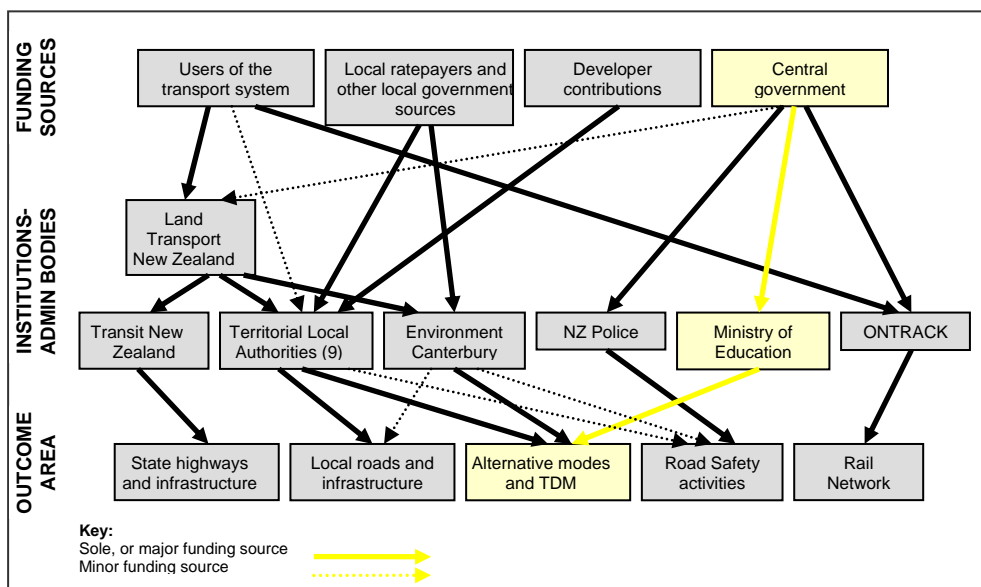 FUNDING
SOURCES
Users of the
transport system
Local ratepayers and
other local government
sources
Developer
contributions
Central
government
INSTITUTIONS-
ADMIN BODIES
Land
Transport
New Zealand
Transit New
Zealand
Territorial Local
Authorities (9)
Environment
Canterbury
NZ Police
Ministry of
Education
ONTRACK
OUTCOME
AREA
State highways
and infrastructure
Local roads and
infrastructure
Alternative modes
and TDM
Road Safety
activities
Rail
Network
Key:
Sole, or major funding source
Minor funding source